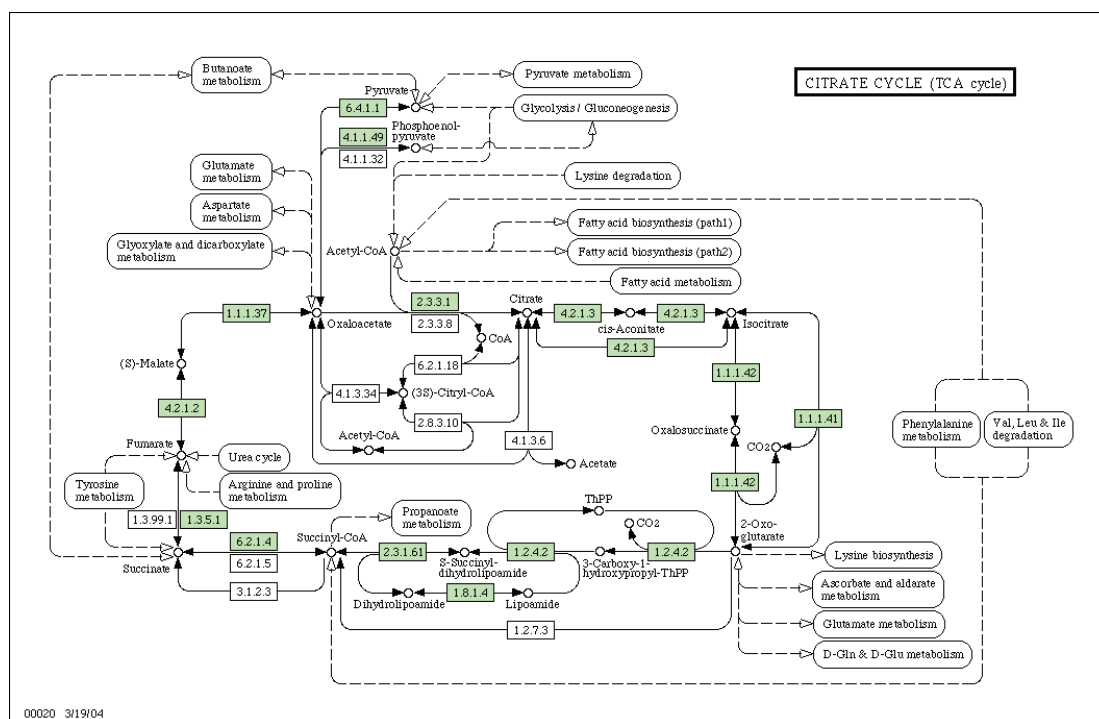 CITRATE CYCLE (TCA cycle)
Butanoate
metabolism
Pyruvate metabolism
Pyruvate
6.4.1.1
Glycolysis / Gluconeogenesis
Phosphoenol-
pyruvate
4.1.1.49
4.1.1.32
Glutamate
metabolism
Lysine degradation
Aspartate
metabolism
Fatty acid biosynthesis (path1)
Glyoxylate and dicarboxylate
metabolism
Acetyl-CoA
Fatty acid biosynthesis (path2)
Fatty acid metabolism
1.1.1.37
Oxaloacetate
2.3.3.1
2.3.3.8
Citrate
4.2.1.3
4.2.1.3
cis-Aconitate
Isocitrate
4.2.1.3
CoA
(S)-Malate
6.2.1.18
1.1.1.42
4.1.3.34
(3S)-Citryl-CoA
4.2.1.2
2.8.3.10
1.1.1.41
Phenylalanine
metabolism
Val, Leu & Ile
degradation
Acetyl-CoA
4.1.3.6
Oxalosuccinate
CO2
Fumarate
Urea cycle
Acetate
Tyrosine
metabolism
Arginine and proline
metabolism
1.1.1.42
1.3.99.1
1.3.5.1
Propanoate
metabolism
ThPP
CO2
2-Oxo-
glutarate
Succinyl-CoA
6.2.1.4
2.3.1.61
1.2.4.2
1.2.4.2
Lysine biosynthesis
Succinate
6.2.1.5
S-Succinyl-
dihydrolipoamide
3-Carboxy-1-
hydroxypropyl-ThPP
3.1.2.3
1.8.1.4
Dihydrolipoamide
Lipoamide
Ascorbate and aldarate
metabolism
1.2.7.3
Glutamate metabolism
D-Gln & D-Glu metabolism
00020 3/19/04